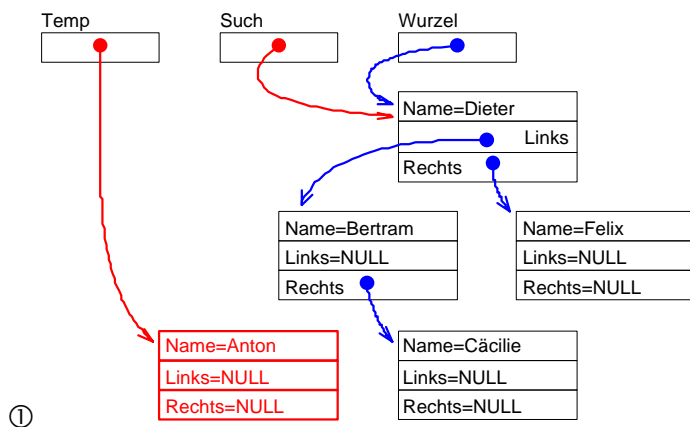 Temp Such Wurzel
Name=Dieter
Links
Rechts
Name=Bertram Name=Felix
Links=NULL Links=NULL
Rechts Rechts=NULL
Name=Anton Name=Cäcilie
Links=NULL Links=NULL
Rechts=NULL Rechts=NULL
①